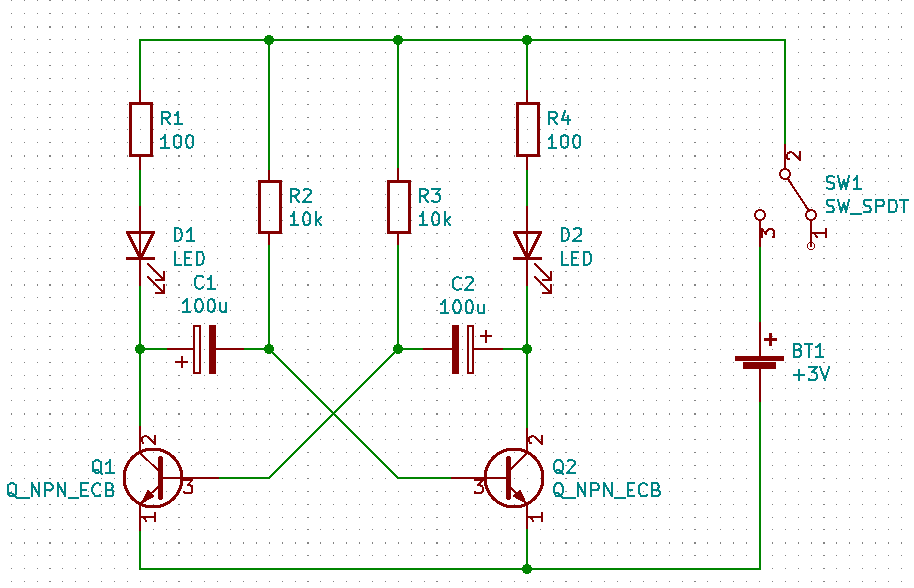 R1
100
R4
100
2
SW1
SW_SPDT
3
1
R2
10k
R3
10k
D1
LED
D2
LED
C1
100u
+
C2
100u
+
+
BT1
+3V
2
Q1
Q_NPN_ECB
3
1
2
3
Q2
Q_NPN_ECB
1